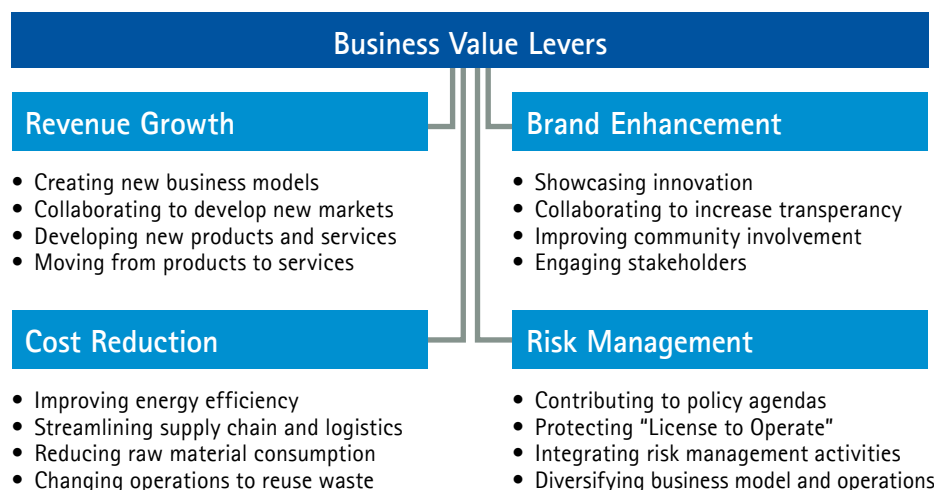 Business Value Levers
Revenue Growth
• Creating new business models
• Collaborating to develop new markets
• Developing new products and services
• Moving from products to services
Brand Enhancement
• Showcasing innovation
• Collaborating to increase transperancy
• Improving community involvement
• Engaging stakeholders
Cost Reduction
• Improving energy efficiency
• Streamlining supply chain and logistics
• Reducing raw material consumption
• Changing operations to reuse waste
Risk Management
• Contributing to policy agendas
• Protecting “License to Operate”
• Integrating risk management activities
• Diversifying business model and operations